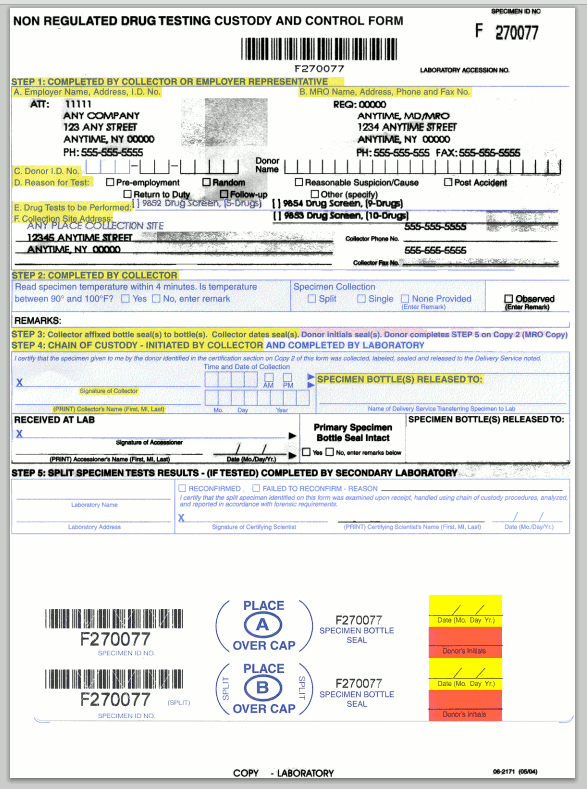 SPECIMEN ID NO
NON REGULATED DRUG TESTING CUSTODY AND CONTROL FORM
F 270077
F270077
LABORATORY ACCESSION NO.
STEP 1: COMPLETED BY COLLECTOR OR EMPLOYER REPRESENTATIVE
A. Employer Name, Address, I.D. No. B. MRO Name, Address, Phone and Fax No.
ATT: 11111 REQ: 00000
ANY COMPANY ANYTIME, MD/MRO
123 ANY STREET 1234 ANYTIME STREET
ANYTIME, NY 00000 ANYTIME, NY 00000
PH: 555-555-5555 PH: 555-555-555 FAX: 555-555-5555
C. Donor I.D. No. Donor Name
D. Reason for Test: Pre-employment Random Reasonable Suspicion/Cause Post Accident
Return to Duty Follow-up Other (specify)
E. Drug Tests to be Performed: [ ] 9852 Drug Screen, (5-Drugs) [ ] 9854 Drug Screen, (9-Drugs)
F. Collection Site Address: [ ] 9853 Drug Screen, (10-Drugs)
ANY PLACE COLLECTION SITE 555-555-5555
12345 ANYTIME STREET Collector Phone No.
ANYTIME, NY 00000 555-555-5555
Collector Fax No.
STEP 2: COMPLETED BY COLLECTOR
Read specimen temperature within 4 minutes. Is temperature Specimen Collection
between 90° and 100°F? Yes No, enter remark Split Single None Provided Observed
(Enter Remark) (Enter Remark)
REMARKS:
STEP 3: Collector affixed bottle seal(s) to bottle(s). Collector dates seal(s). Donor initials seal(s). Donor completes STEP 5 on Copy 2 (MRO Copy)
STEP 4: CHAIN OF CUSTODY - INITIATED BY COLLECTOR AND COMPLETED BY LABORATORY
I certify that the specimen given to me by the donor identified in the certification section on Copy 2 of this form was collected, labeled, sealed and released to the Delivery Service noted.
Time and Date of Collection
X AM PM SPECIMEN BOTTLE(S) RELEASED TO:
Signature of Collector
(PRINT) Collector's Name (First, MI, Last) Mo. Day Year Name of Delivery Service Transferring Specimen to Lab
RECEIVED AT LAB Primary Specimen Bottle Seal Intact SPECIMEN BOTTLE(S) RELEASED TO:
X
Signature of Accessioner
/ / Yes No, enter remarks below
(PRINT) Accessioner's Name (First, MI, Last) Date (Mo./Day/Yr.)
STEP 5: SPLIT SPECIMEN TESTS RESULTS - (IF TESTED) COMPLETED BY SECONDARY LABORATORY
RECONFIRMED FAILED TO RECONFIRM - REASON
Laboratory Name I certify that the split specimen identified on this form was examined upon receipt, handled using chain of custody procedures, analyzed,
and reported in accordance with forensic requirements.
X / /
Laboratory Address Signature of Certifying Scientist (PRINT) Certifying Scientist's Name (First, MI, Last) Date (Mo./Day/Yr.)
F270077
SPECIMEN ID NO.
PLACE
A
OVER CAP
F270077
SPECIMEN BOTTLE
SEAL
/ /
Date (Mo. Day Yr.)
Donor's Initials
F270077 (SPLIT)
SPECIMEN ID NO.
PLACE
SPLIT B SPLIT
OVER CAP
F270077
SPECIMEN BOTTLE
SEAL
/ /
Date (Mo. Day Yr.)
Donor's Initials
COPY - LABORATORY
06-2171 (05/04)